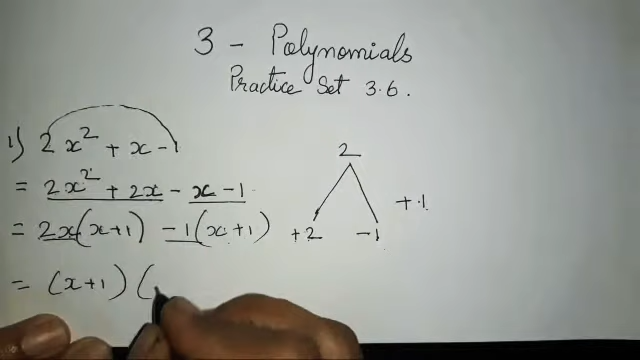 3 - Polynomials
Practice Set 3.6.
1) 2x² + x - 1
= 2x² + 2x - x - 1
= 2x(x+1) -1(x+1)
= (x+1)(
2
+2 -1
+1